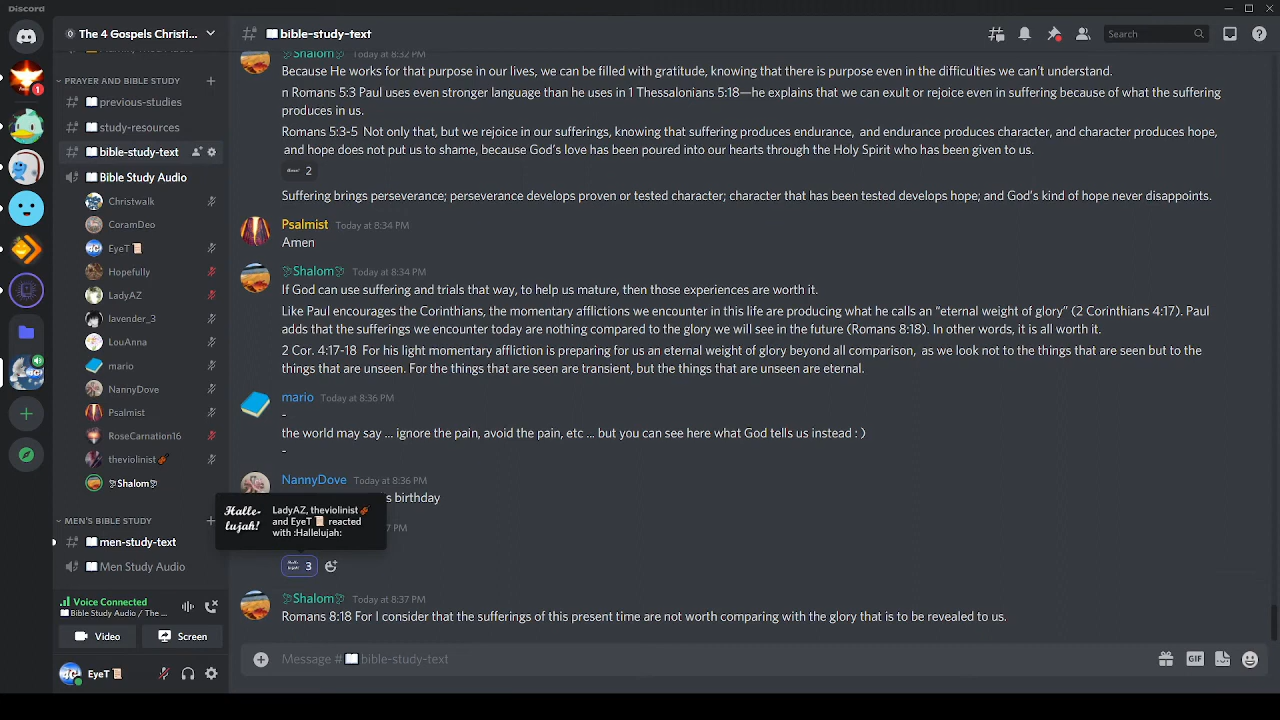 Discord
The 4 Gospels Christi...
bible-study-text
Search
PRAYER AND BIBLE STUDY
previous-studies
study-resources
bible-study-text
Bible Study Audio
Christwalk
CoramDeo
EyeT
Hopefully
LadyAZ
lavender_3
LouAnna
mario
NannyDove
Psalmist
RoseCarnation16
theviolinist
Shalom
MEN'S BIBLE STUDY
men-study-text
Men Study Audio
Voice Connected
Bible Study Audio / The ...
Video
Screen
EyeT
1
Shalom Today at 8:32 PM
Because He works for that purpose in our lives, we can be filled with gratitude, knowing that there is purpose even in the difficulties we can't understand.
n Romans 5:3 Paul uses even stronger language than he uses in 1 Thessalonians 5:18—he explains that we can exult or rejoice even in suffering because of what the suffering
produces in us.
Romans 5:3-5 Not only that, but we rejoice in our sufferings, knowing that suffering produces endurance, and endurance produces character, and character produces hope,
and hope does not put us to shame, because God's love has been poured into our hearts through the Holy Spirit who has been given to us.
2
Suffering brings perseverance; perseverance develops proven or tested character; character that has been tested develops hope; and God's kind of hope never disappoints.
Psalmist Today at 8:34 PM
Amen
Shalom Today at 8:34 PM
If God can use suffering and trials that way, to help us mature, then those experiences are worth it.
Like Paul encourages the Corinthians, the momentary afflictions we encounter in this life are producing what he calls an "eternal weight of glory" (2 Corinthians 4:17). Paul
adds that the sufferings we encounter today are nothing compared to the glory we will see in the future (Romans 8:18). In other words, it is all worth it.
2 Cor. 4:17-18 For his light momentary affliction is preparing for us an eternal weight of glory beyond all comparison, as we look not to the things that are seen but to the
things that are unseen. For the things that are seen are transient, but the things that are unseen are eternal.
mario Today at 8:36 PM
-
the world may say ... ignore the pain, avoid the pain, etc ... but you can see here what God tells us instead : )
-
NannyDove Today at 8:36 PM
s birthday
7 PM
Halle-
lujah!
LadyAZ, theviolinist
and EyeT reacted
with :Hallelujah:
3
Shalom Today at 8:37 PM
Romans 8:18 For I consider that the sufferings of this present time are not worth comparing with the glory that is to be revealed to us.
Message # bible-study-text
GIF